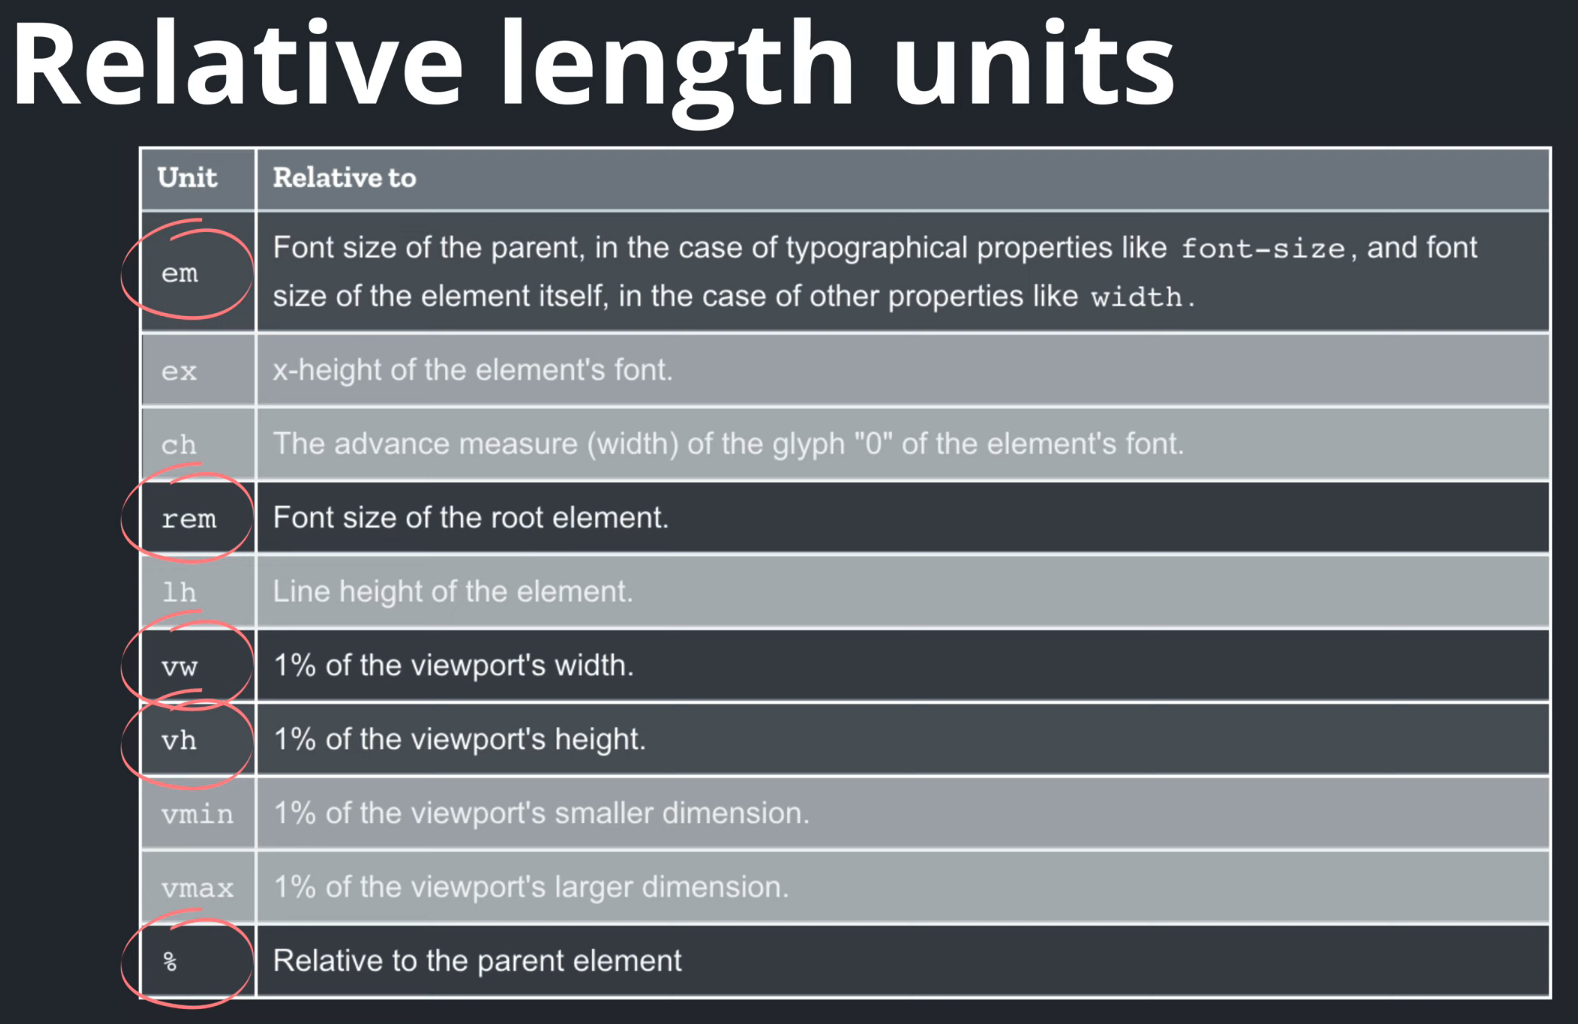 Relative length units
Unit Relative to
em Font size of the parent, in the case of typographical properties like font-size, and font
size of the element itself, in the case of other properties like width.
ex x-height of the element's font.
ch The advance measure (width) of the glyph "0" of the element's font.
rem Font size of the root element.
lh Line height of the element.
vw 1% of the viewport's width.
vh 1% of the viewport's height.
vmin 1% of the viewport's smaller dimension.
vmax 1% of the viewport's larger dimension.
% Relative to the parent element